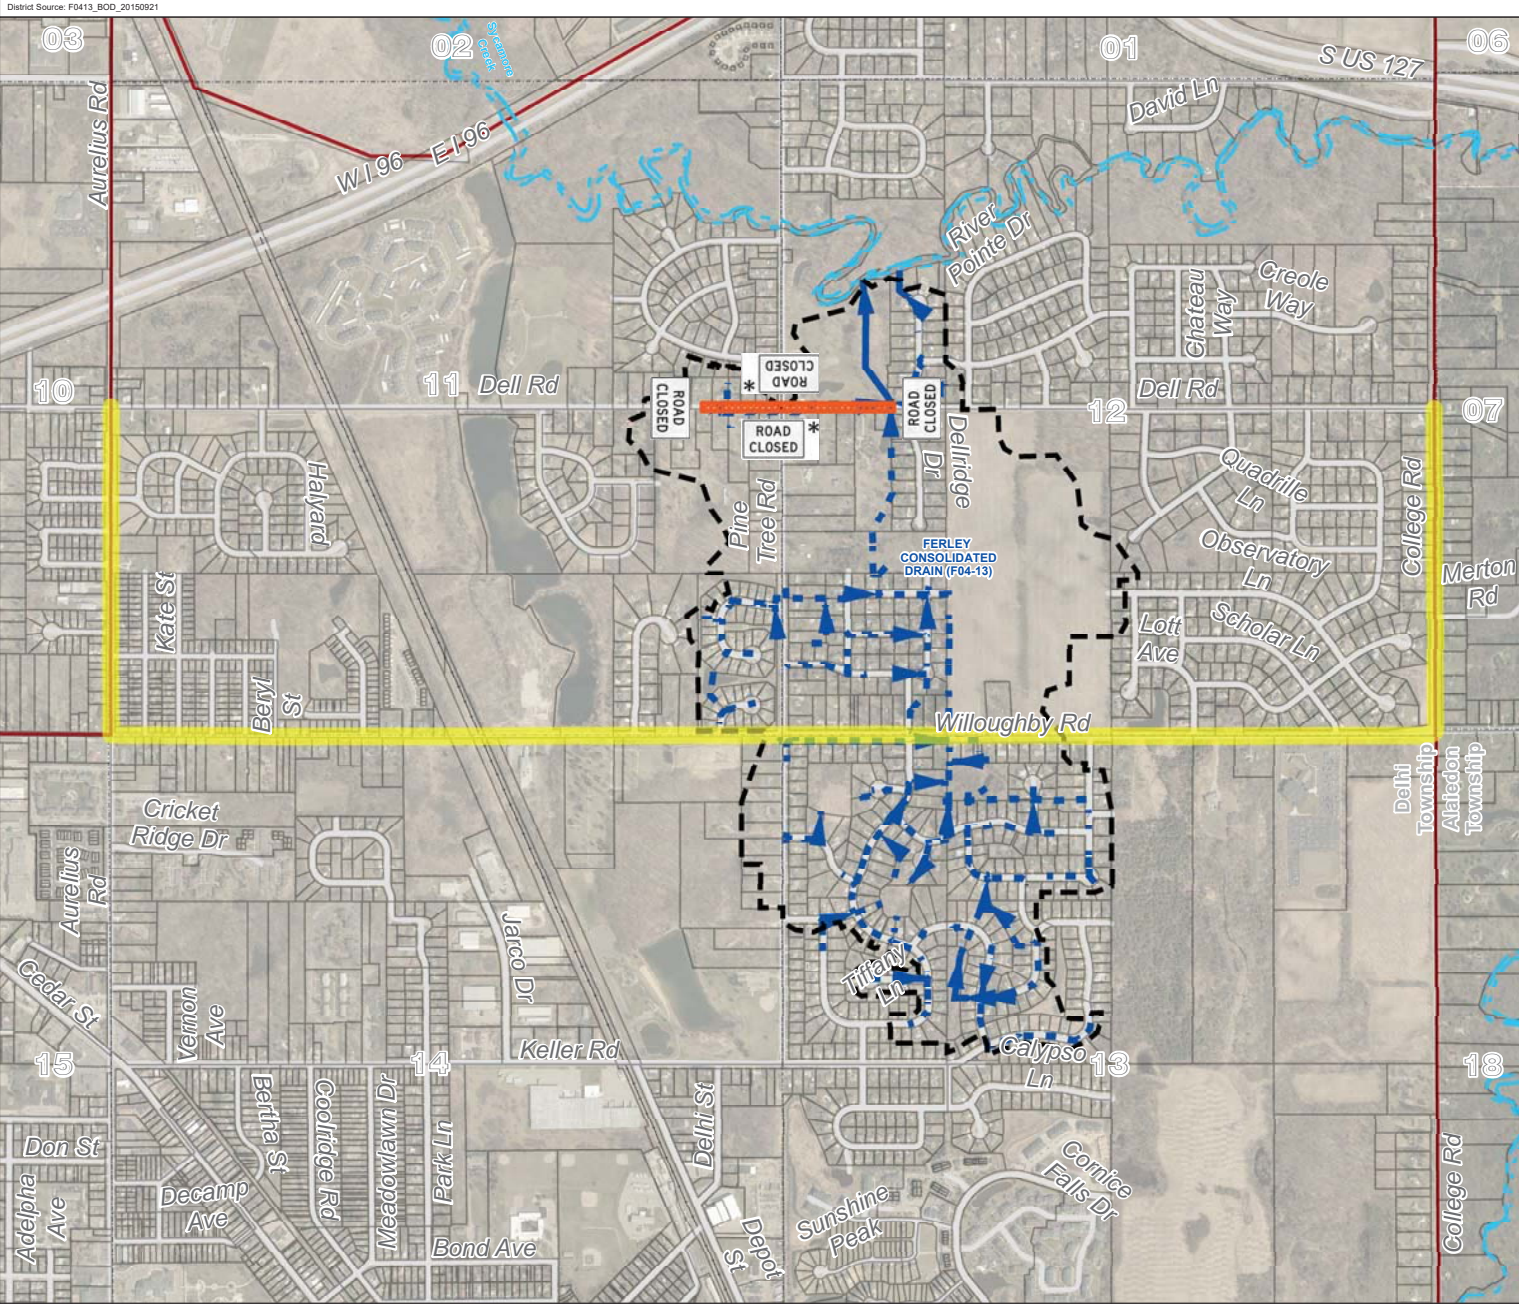 District Source: F0413_BOD_20150921
03
02
01
06
Sycamore
Creek
S US 127
David Ln
Aurelius Rd
W I 96
E I 96
River
Pointe Dr
Creole
Way
Chateau
Way
10
11
Dell Rd
ROAD
CLOSED
*
ROAD
CLOSED
ROAD
CLOSED
*
ROAD
CLOSED
Dell Rd
12
07
Halyard
Pine
Tree Rd
Dellridge
Dr
Quadrille
Ln
College Rd
FERLEY
CONSOLIDATED
DRAIN (F04-13)
Observatory
Ln
Merton
Rd
Kate St
Lott
Ave
Scholar Ln
Beryl
St
Willoughby Rd
Delhi
Township
Alaiedon
Township
Cricket
Ridge Dr
Aurelius
Rd
Jarco Dr
Tiffany
Ln
Cedar St
Vernon
Ave
15
14
Keller Rd
Calypso
Ln
13
18
Bertha St
Coolridge Rd
Meadowlawn Dr
Park Ln
Delhi St
Don St
Adelpha
Ave
Decamp
Ave
Bond Ave
Depot
St
Sunshine
Peak
Cornice
Falls Dr
College Rd